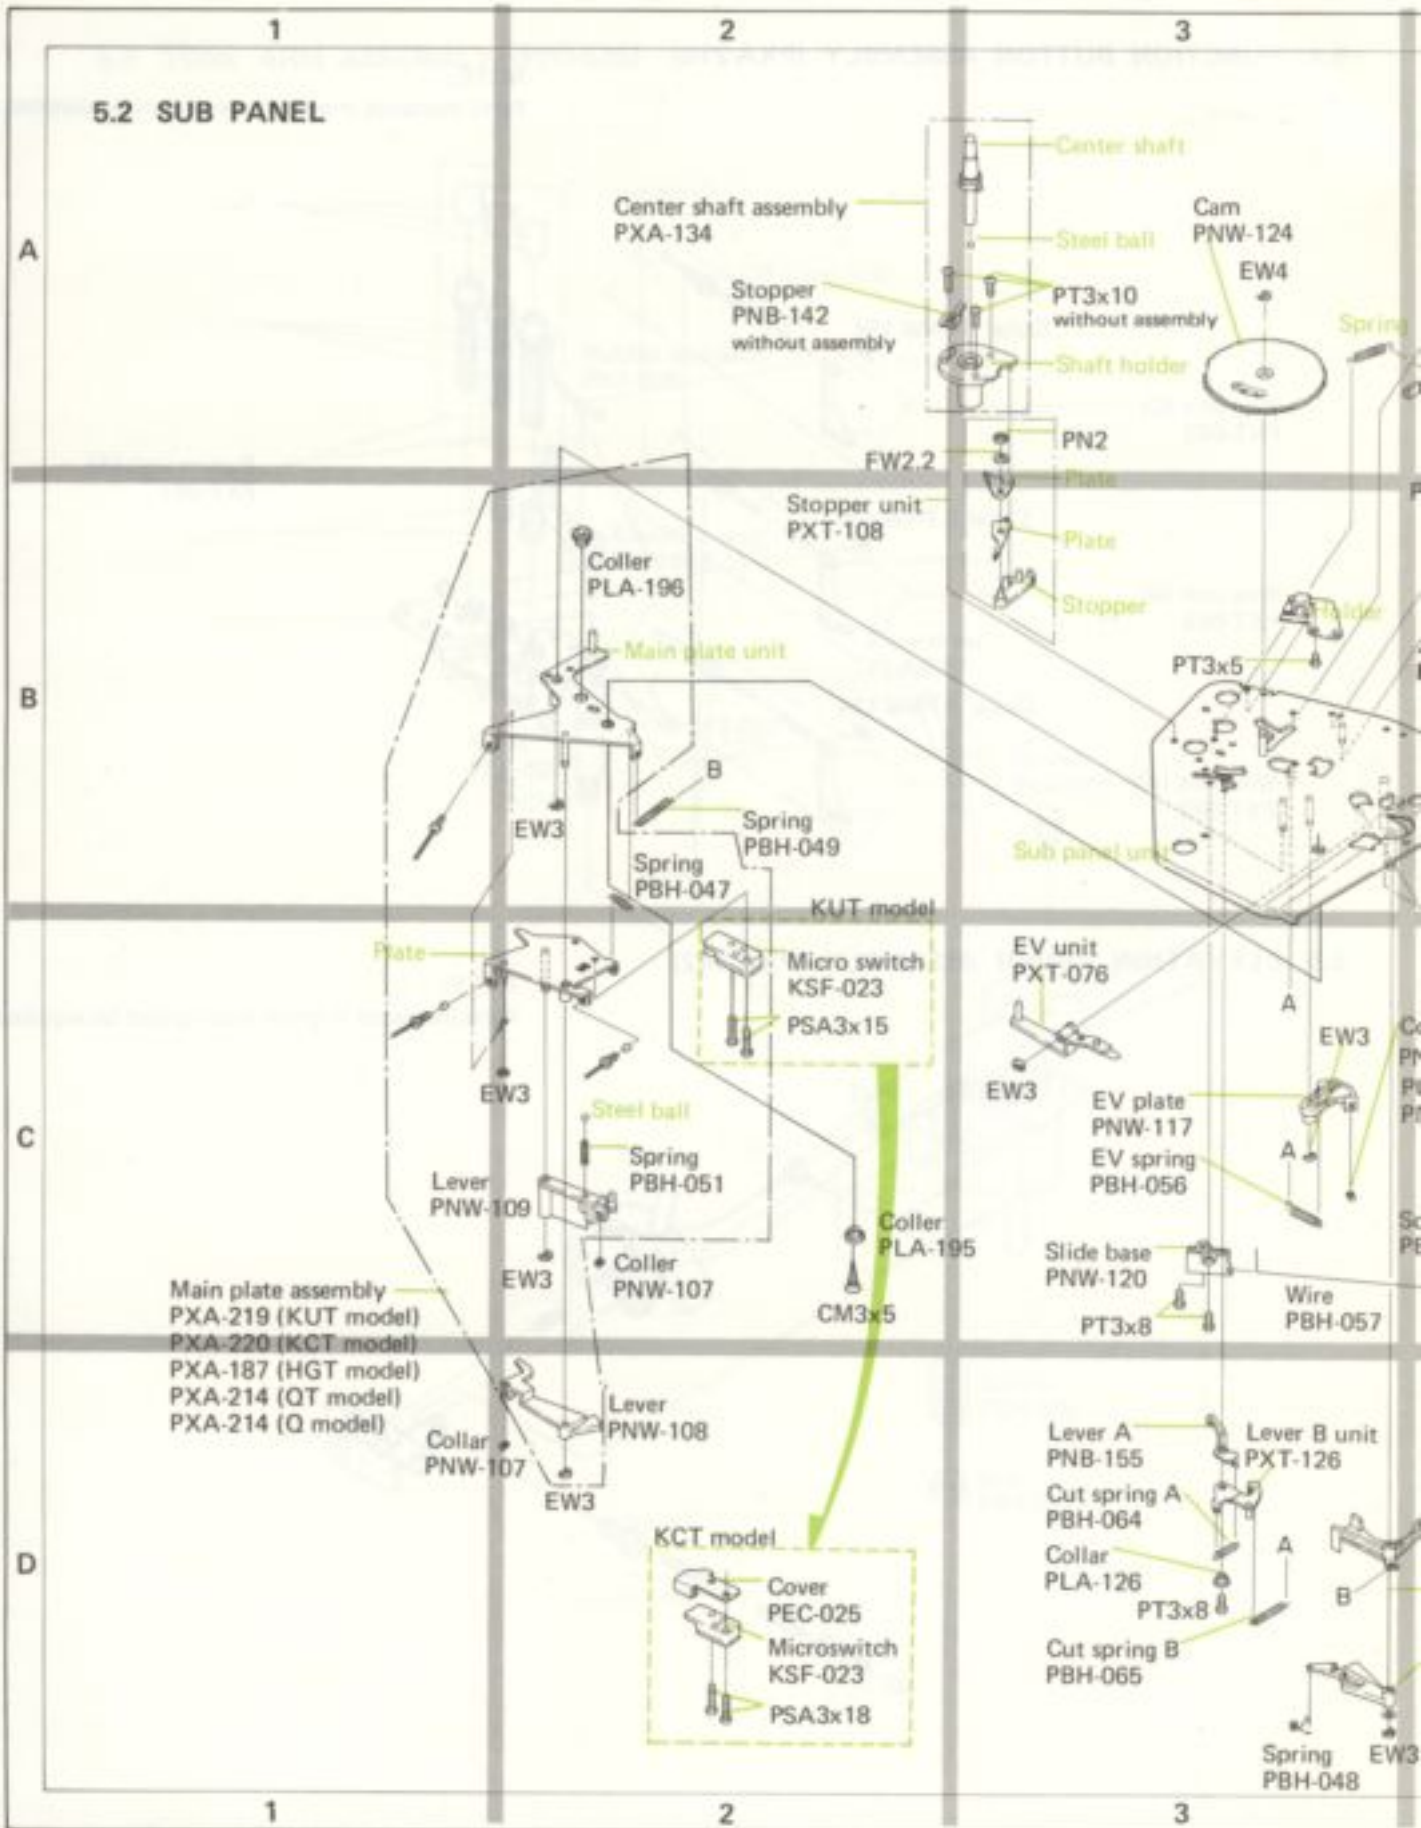 1 2 3
5.2 SUB PANEL
A
Center shaft
Center shaft assembly
PXA-134
Steel ball
Cam
PNW-124
EW4
Stopper
PNB-142
without assembly
PT3x10
without assembly
Spring
Shaft holder
PN2
FW2.2
Plate
Stopper unit
PXT-108
Plate
Stopper
Holder
PT3x5
B
Coller
PLA-196
Main plate unit
B
EW3
Spring
PBH-049
Spring
PBH-047
Sub panel unit
KUT model
C
Plate
Micro switch
KSF-023
PSA3x15
EV unit
PXT-076
EW3
A
EW3
EW3
Steel ball
EV plate
PNW-117
A
EV spring
PBH-056
Spring
PBH-051
Lever
PNW-109
Coller
PLA-195
EW3
Coller
PNW-107
CM3x5
Slide base
PNW-120
PT3x8
Wire
PBH-057
Main plate assembly
PXA-219 (KUT model)
PXA-220 (KCT model)
PXA-187 (HGT model)
PXA-214 (QT model)
PXA-214 (Q model)
D
Lever
PNW-108
Collar
PNW-107
EW3
Lever A
PNB-155
Lever B unit
PXT-126
Cut spring A
PBH-064
A
Collar
PLA-126
B
PT3x8
Cut spring B
PBH-065
KCT model
Cover
PEC-025
Microswitch
KSF-023
PSA3x18
Spring
PBH-048
EW3
1 2 3